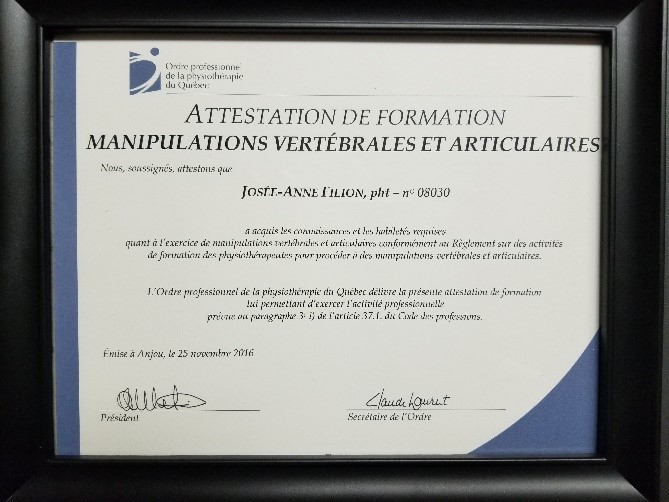 Ordre professionnel
de la physiothérapie
du Québec
ATTESTATION DE FORMATION
MANIPULATIONS VERTÉBRALES ET ARTICULAIRES
Nous, soussignés, attestons que
JOSÉE-ANNE FILION, pht – nº 08030
a acquis les connaissances et les habiletés requises
quant à l'exercice de manipulations vertébrales et articulaires conformément au Règlement sur des activités
de formation des physiothérapeutes pour procéder à des manipulations vertébrales et articulaires.
L'Ordre professionnel de la physiothérapie du Québec délivre la présente attestation de formation
lui permettant d'exercer l'activité professionnelle
prévue au paragraphe 3º i) de l'article 37.1. du Code des professions.
Émise à Anjou, le 25 novembre 2016
Claude Laurent
Président
Secrétaire de l'Ordre